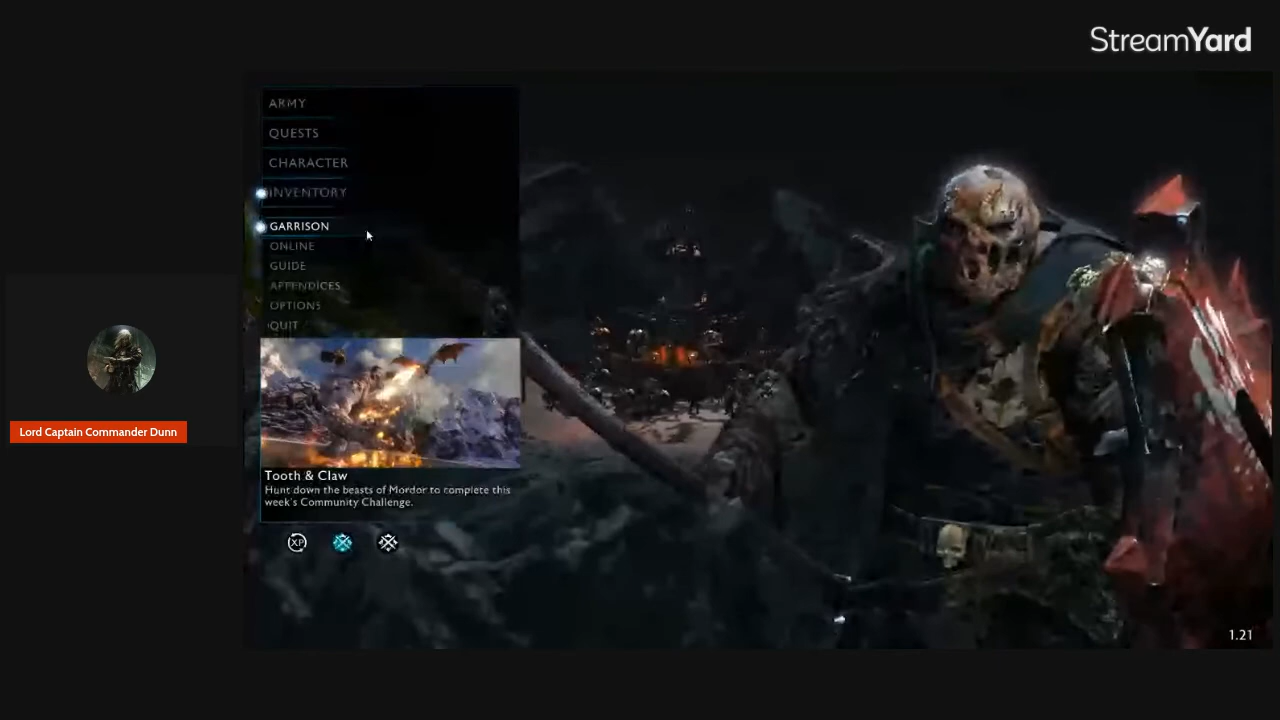 StreamYard
ARMY
QUESTS
CHARACTER
INVENTORY
GARRISON
ONLINE
GUIDE
APPENDICES
OPTIONS
QUIT
Tooth & Claw
Hunt down the beasts of Mordor to complete this
week's Community Challenge.
XP
Lord Captain Commander Dunn
1.21